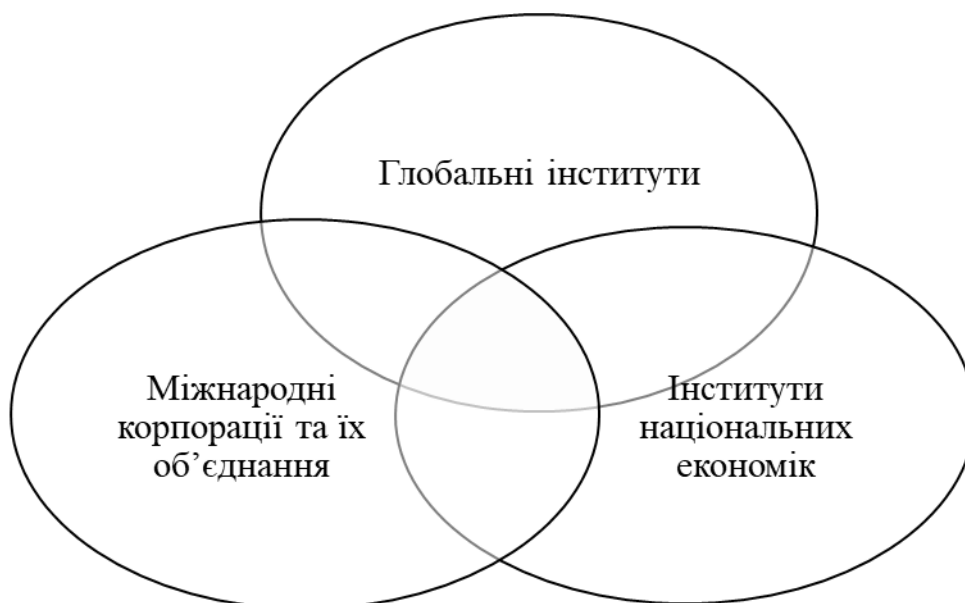 Глобальні інститути
Міжнародні
корпорації та їх
об’єднання
Інститути
національних
економік